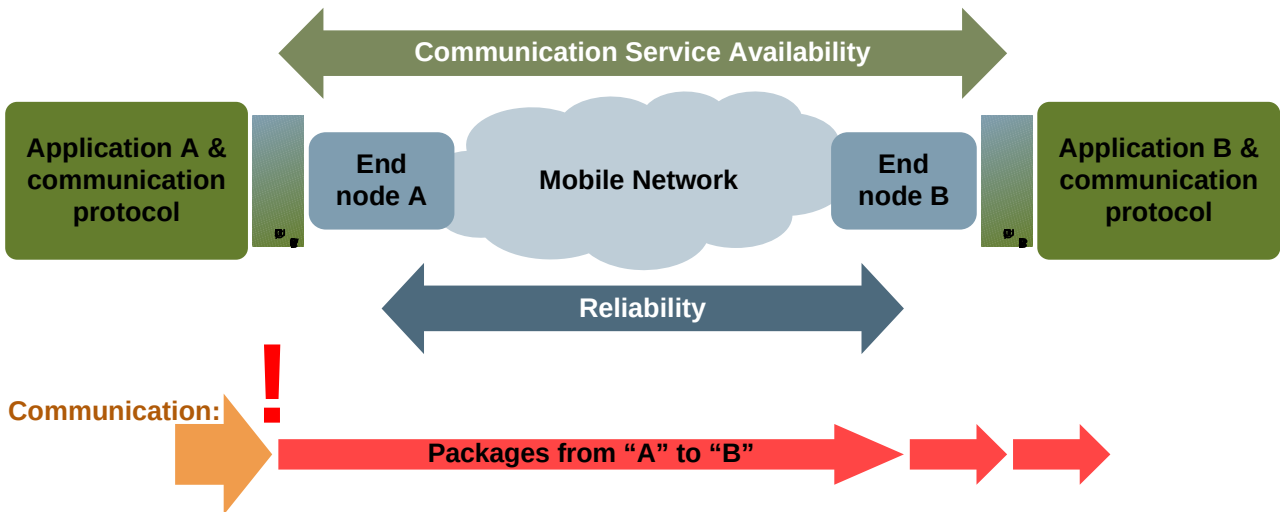 Communication Service Availability
Application A &
communication
protocol
End
node A
Mobile Network
End
node B
Application B &
communication
protocol
Reliability
!
Communication:
Packages from “A” to “B”